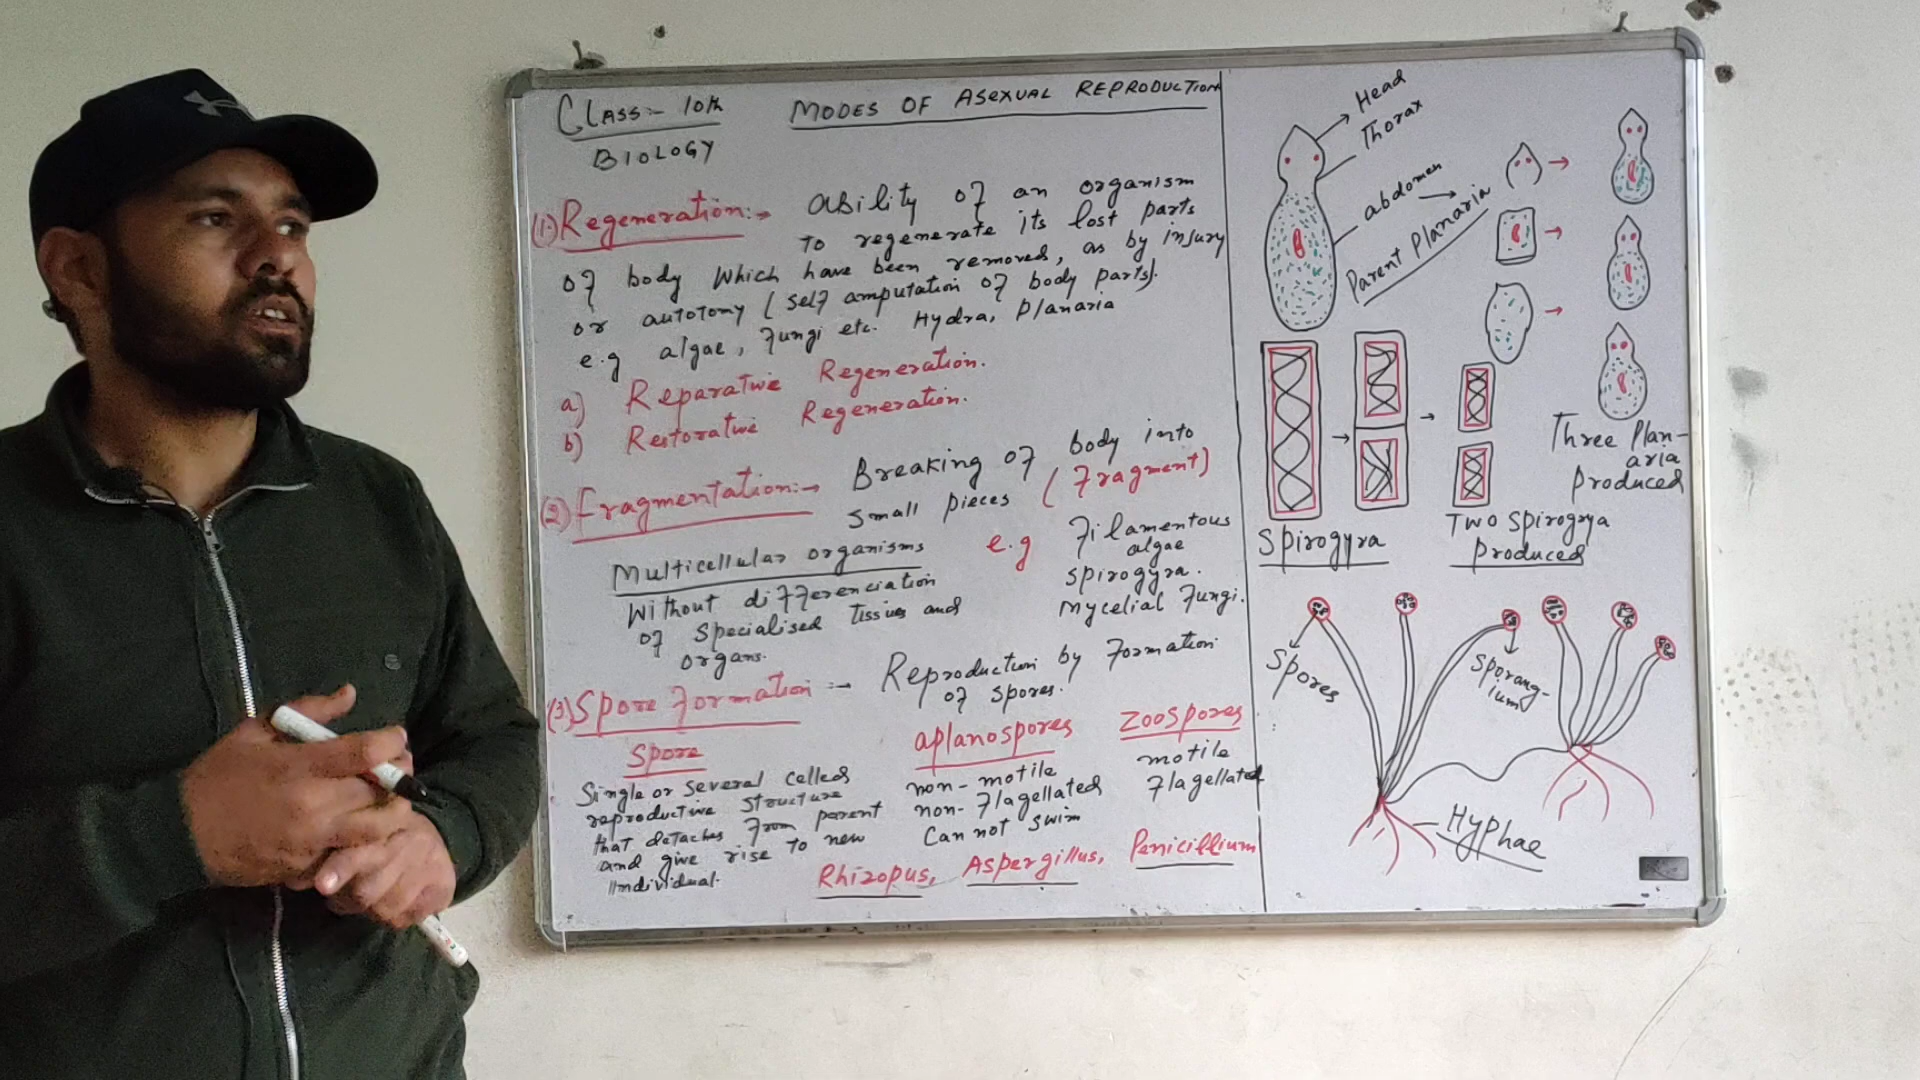 CLASS:- 10th
BIOLOGY
MODES OF ASEXUAL REPRODUCTION
(1) Regeneration:- Ability of an organism
to regenerate its lost parts
of body which have been removed, as by injury
or autotomy (self amputation of body parts).
e.g algae, fungi etc. Hydra, Planaria
a) Reparative Regeneration.
b) Restorative Regeneration.
(2) Fragmentation:- Breaking of body into
small pieces (fragment)
Multicellular organisms
Without differenciation
of specialised tissues and
organs.
e.g filamentous
algae
spirogyra.
mycelial fungi.
(3) Spore formation :- Reproduction by formation
of spores.
Spore
Single or several celled
reproductive structure
that detaches from parent
and give rise to new
individual.
aplanospores
non-motile
non-flagellated
Can not swim
zoospores
motile
flagellated
Rhizopus, Aspergillus, Penicillium
Head
Thorax
abdomen
Parent Planaria
Three Plan-
aria
produced
Spirogyra
Two spirogrya
produced
Spores
Sporang-
ium
Hyphae